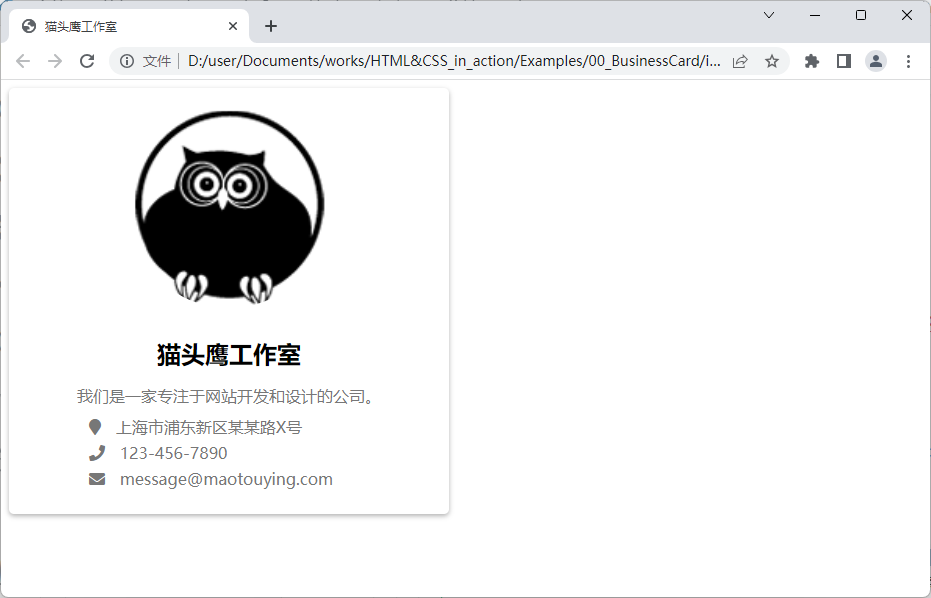 猫头鹰工作室
文件 D:/user/Documents/works/HTML&CSS_in_action/Examples/00_BusinessCard/i...
猫头鹰工作室
我们是一家专注于网站开发和设计的公司。
上海市浦东新区某某路X号
123-456-7890
message@maotouying.com